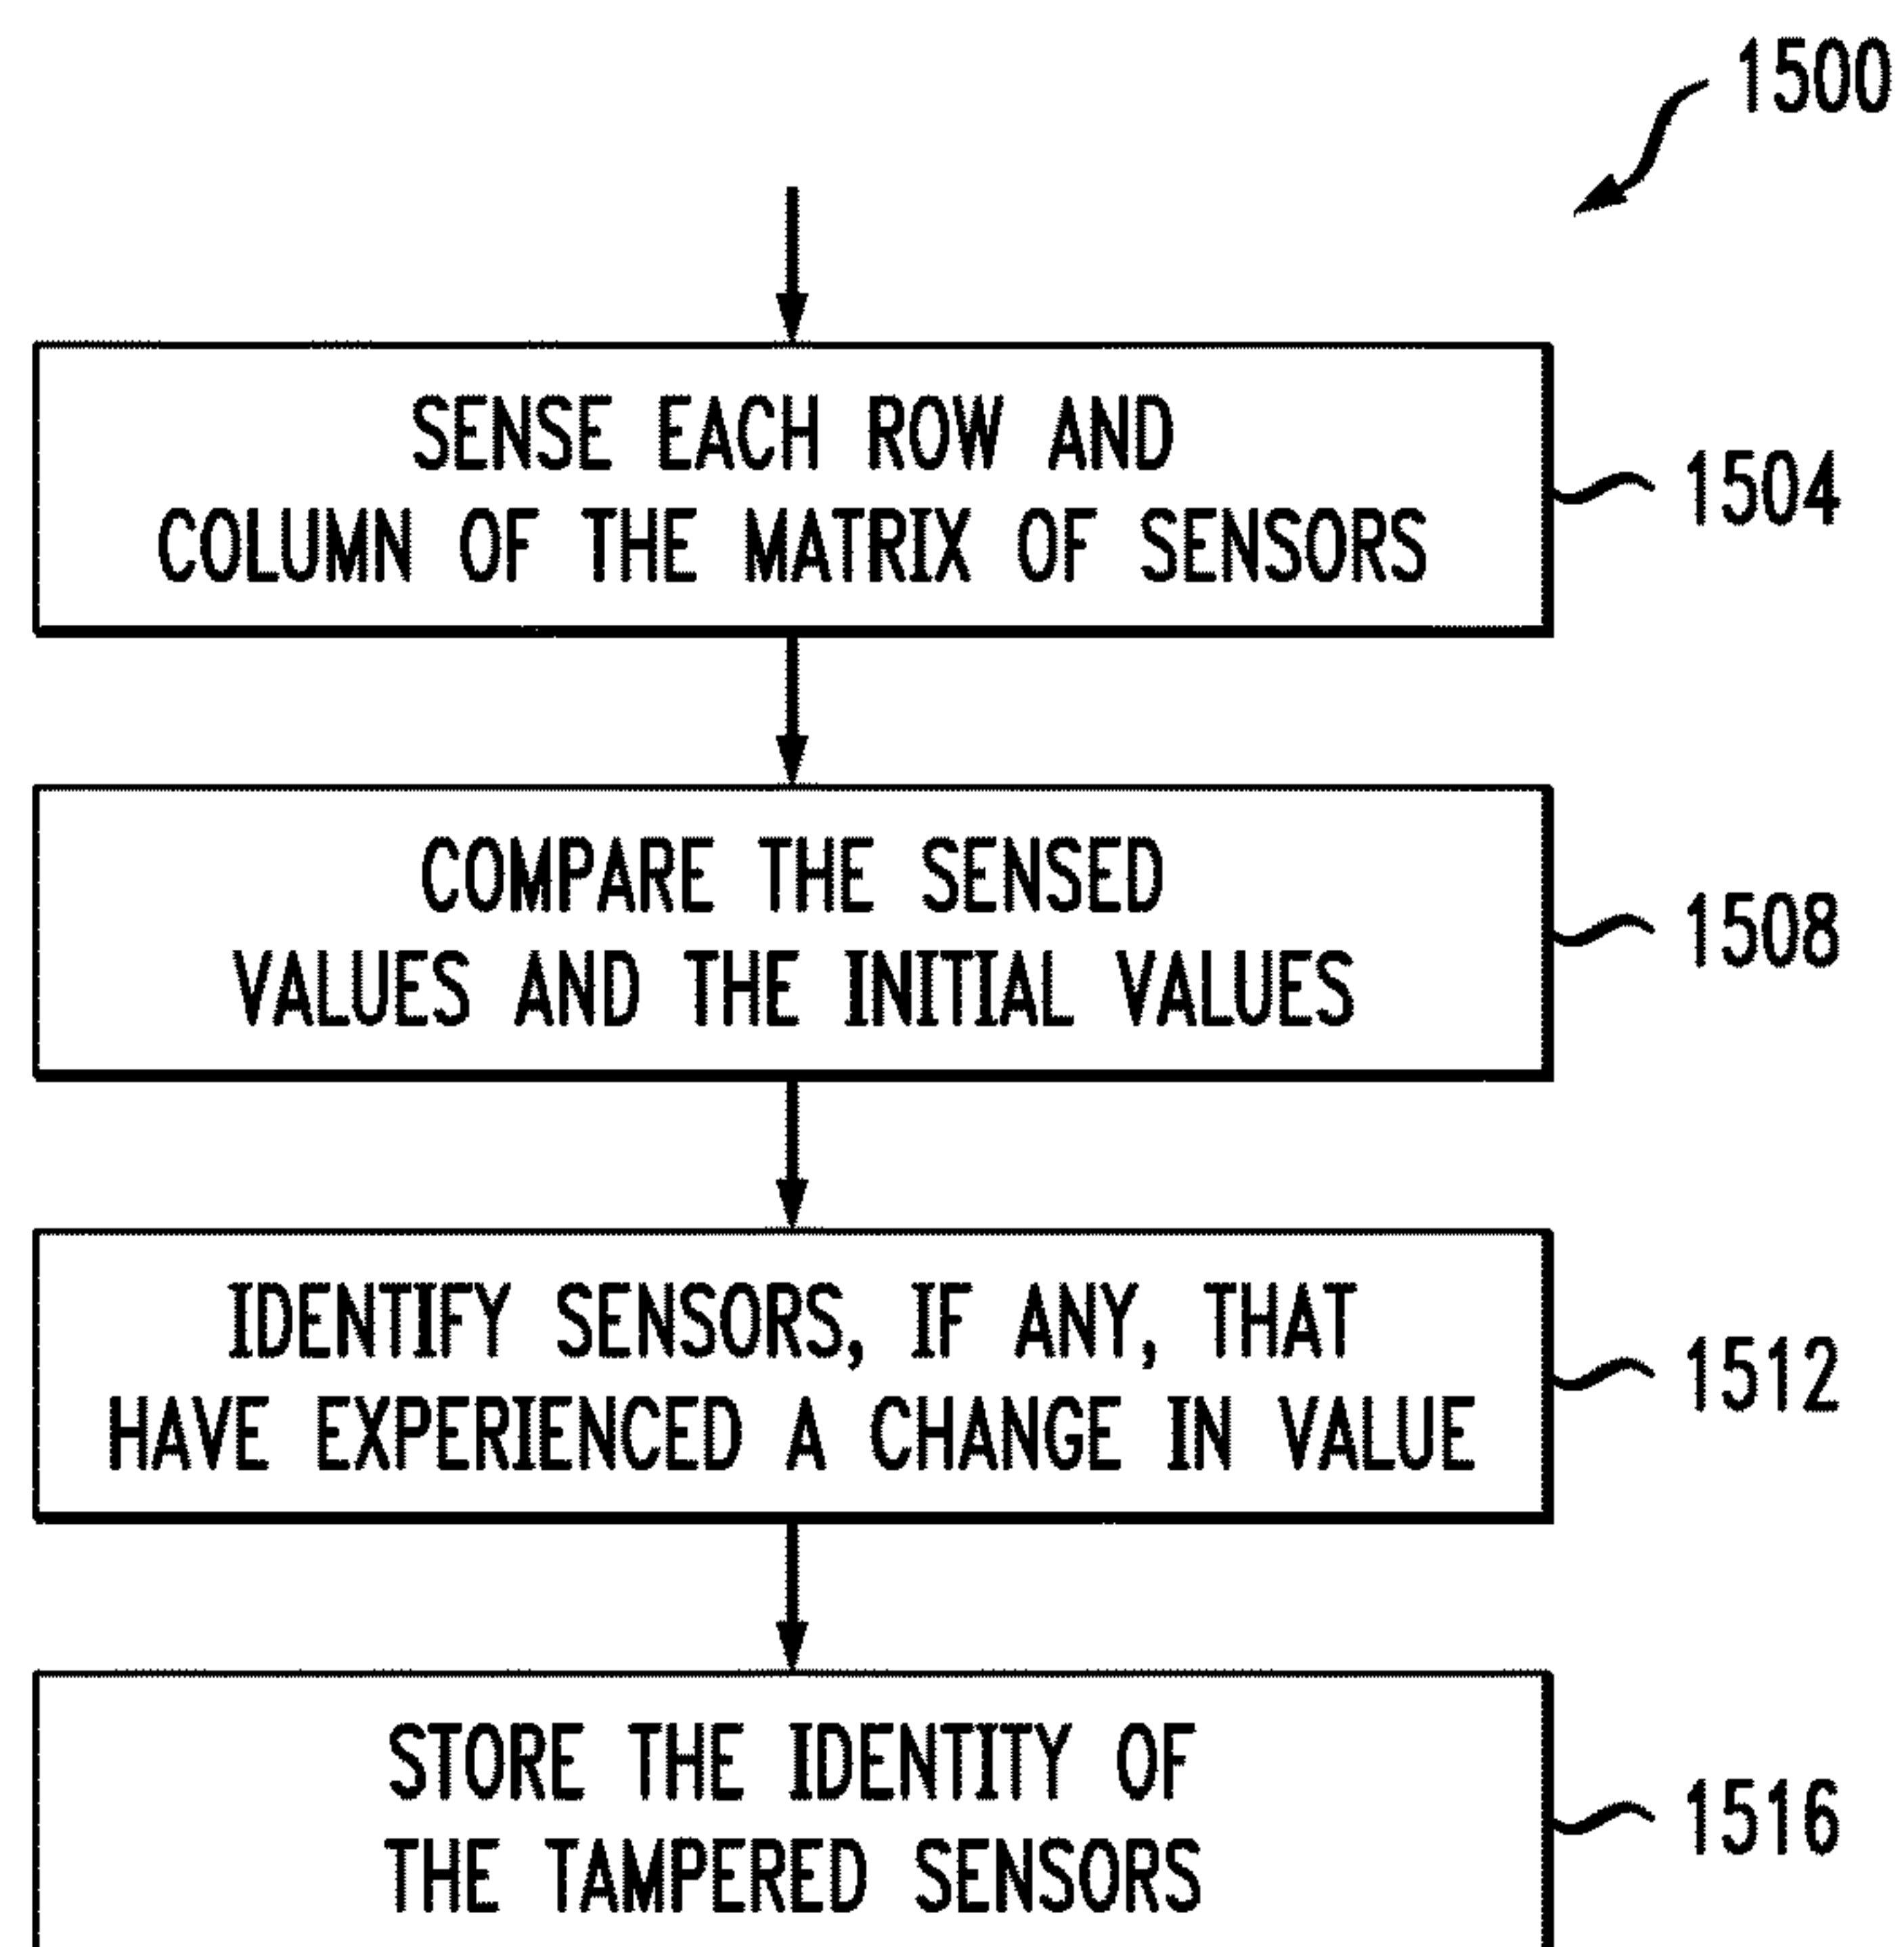 1500
SENSE EACH ROW AND
COLUMN OF THE MATRIX OF SENSORS
1504
COMPARE THE SENSED
VALUES AND THE INITIAL VALUES
1508
IDENTIFY SENSORS, IF ANY, THAT
HAVE EXPERIENCED A CHANGE IN VALUE
1512
STORE THE IDENTITY OF
THE TAMPERED SENSORS
1516